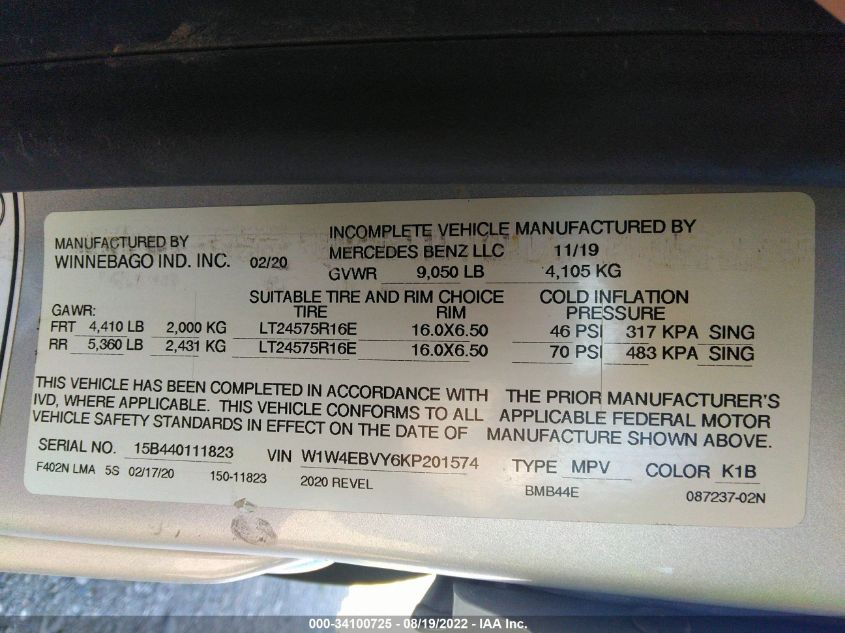 MANUFACTURED BY
WINNEBAGO IND. INC. 02/20
INCOMPLETE VEHICLE MANUFACTURED BY
MERCEDES BENZ LLC 11/19
GVWR 9,050 LB 4,105 KG
SUITABLE TIRE AND RIM CHOICE COLD INFLATION
GAWR: TIRE RIM PRESSURE
FRT 4,410 LB 2,000 KG LT24575R16E 16.0X6.50 46 PSI 317 KPA SING
RR 5,360 LB 2,431 KG LT24575R16E 16.0X6.50 70 PSI 483 KPA SING
THIS VEHICLE HAS BEEN COMPLETED IN ACCORDANCE WITH THE PRIOR MANUFACTURER'S
IVD, WHERE APPLICABLE. THIS VEHICLE CONFORMS TO ALL APPLICABLE FEDERAL MOTOR
VEHICLE SAFETY STANDARDS IN EFFECT ON THE DATE OF MANUFACTURE SHOWN ABOVE.
SERIAL NO. 15B440111823 VIN W1W4EBVY6KP201574 TYPE MPV COLOR K1B
F402N LMA 5S 02/17/20 150-11823 2020 REVEL BMB44E 087237-02N
000-34100725 - 08/19/2022 - IAA Inc.